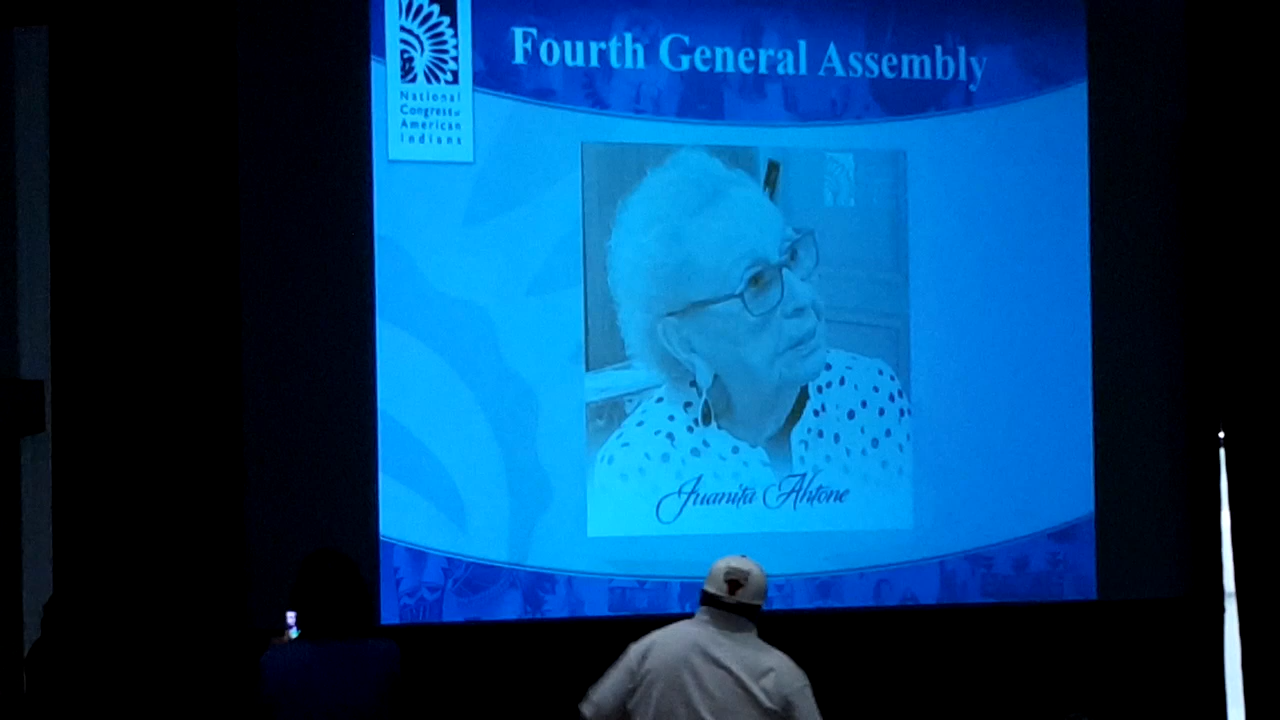 Fourth General Assembly
National
Congress of
American
Indians
Juanita Ahtone